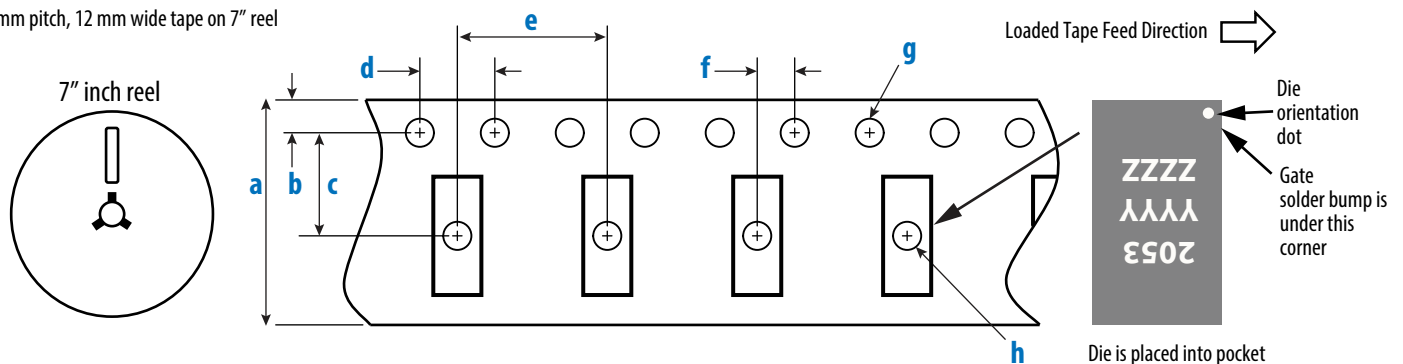 mm pitch, 12 mm wide tape on 7” reel
7” inch reel
a
b
c
d
e
f
g
h
Loaded Tape Feed Direction
Die
orientation
dot
Gate
solder bump is
under this
corner
2053
YYYY
ZZZZ
Die is placed into pocket